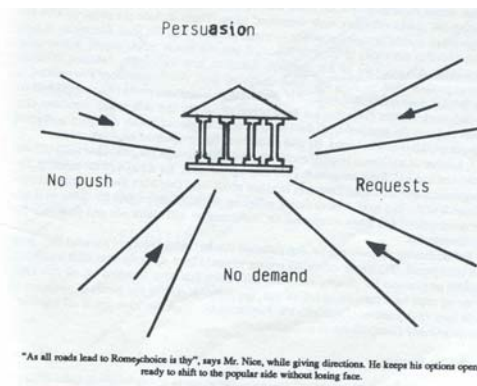 Persuasion
No push
Requests
No demand
"As all roads lead to Rome, choice is thy", says Mr. Nice, while giving directions. He keeps his options open
ready to shift to the popular side without losing face.